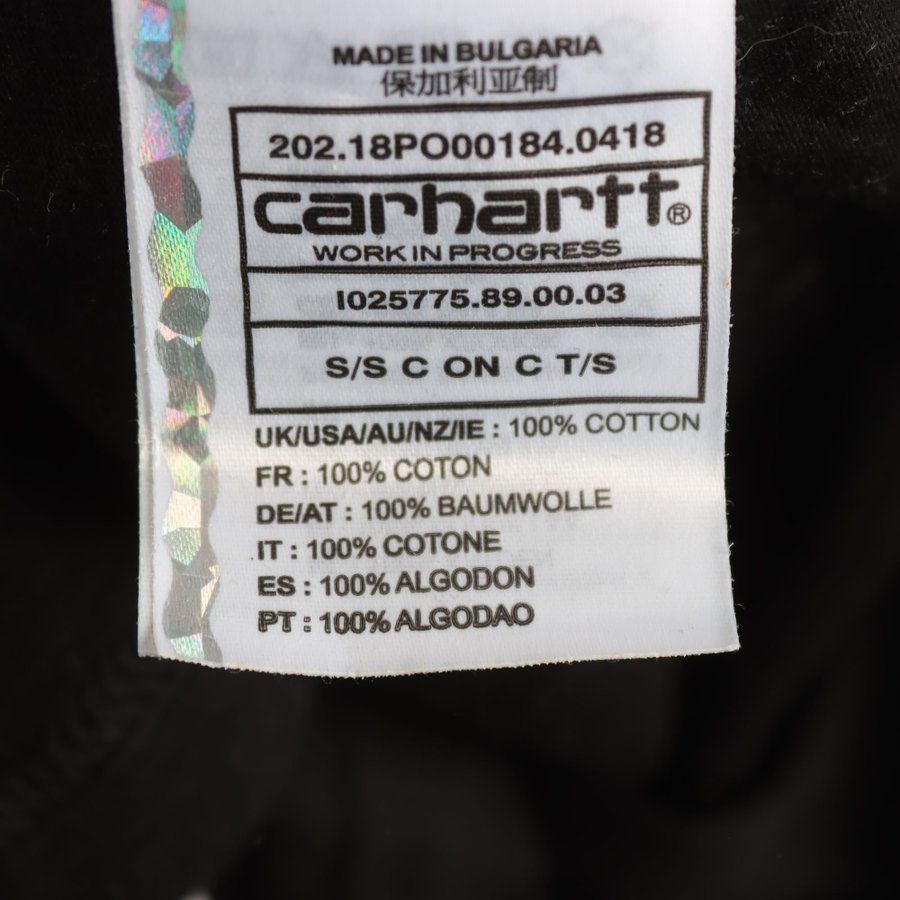 MADE IN BULGARIA
保加利亚制
202.18PO00184.0418
carhartt®
WORK IN PROGRESS
I025775.89.00.03
S/S C ON C T/S
UK/USA/AU/NZ/IE : 100% COTTON
FR : 100% COTON
DE/AT : 100% BAUMWOLLE
IT : 100% COTONE
ES : 100% ALGODON
PT : 100% ALGODAO